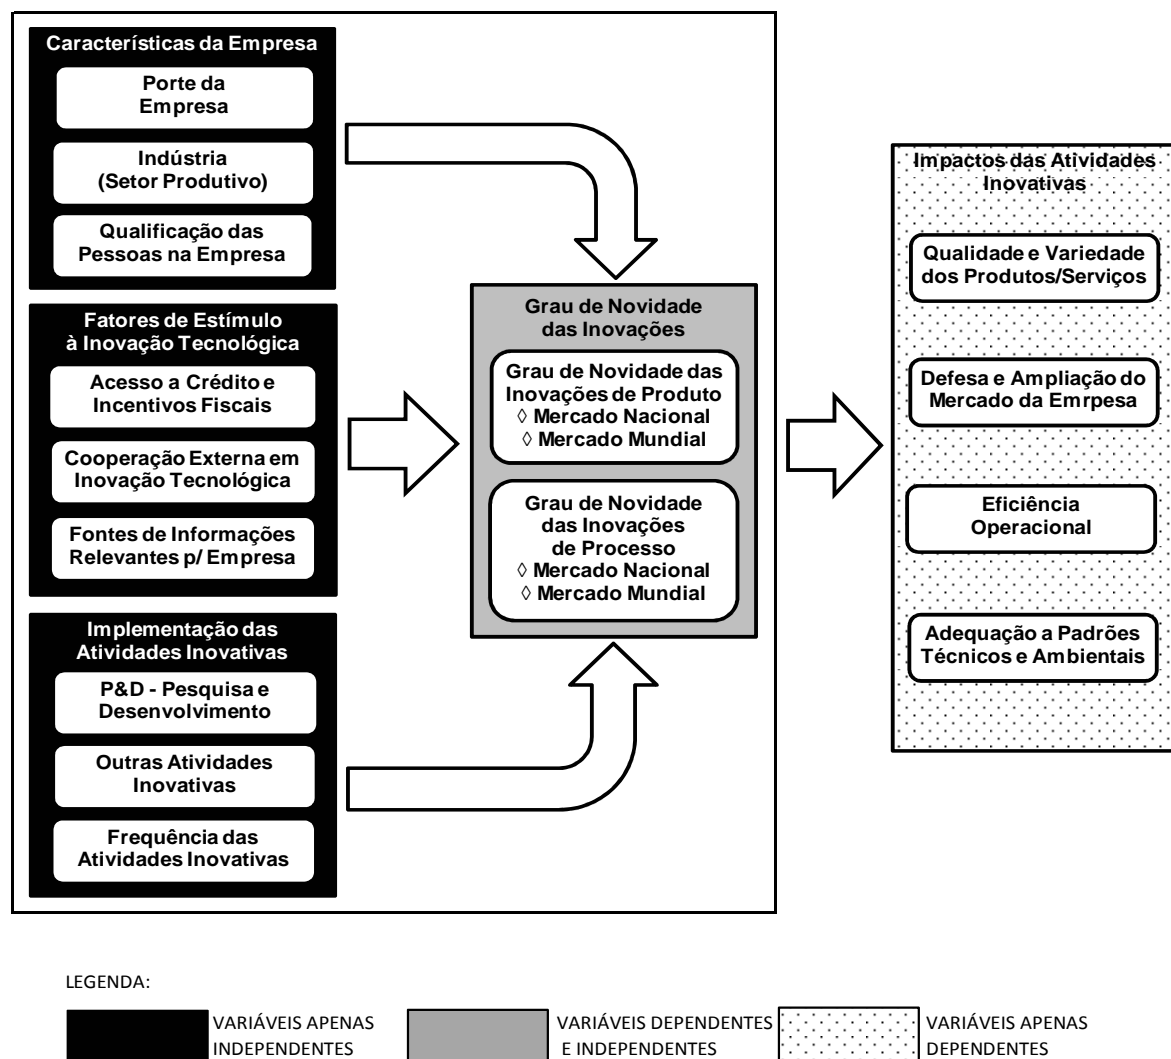 Características da Empresa
Porte da
Empresa
Indústria
(Setor Produtivo)
Qualificação das
Pessoas na Empresa
Fatores de Estímulo
à Inovação Tecnológica
Acesso a Crédito e
Incentivos Fiscais
Cooperação Externa em
Inovação Tecnológica
Fontes de Informações
Relevantes p/ Empresa
Implementação das
Atividades Inovativas
P&D - Pesquisa e
Desenvolvimento
Outras Atividades
Inovativas
Frequência das
Atividades Inovativas
Grau de Novidade
das Inovações
Grau de Novidade das
Inovações de Produto
◊ Mercado Nacional
◊ Mercado Mundial
Grau de Novidade
das Inovações
de Processo
◊ Mercado Nacional
◊ Mercado Mundial
Impactos das Atividades
Inovativas
Qualidade e Variedade
dos Produtos/Serviços
Defesa e Ampliação do
Mercado da Emrpesa
Eficiência
Operacional
Adequação a Padrões
Técnicos e Ambientais
LEGENDA:
VARIÁVEIS APENAS
INDEPENDENTES
VARIÁVEIS DEPENDENTES
E INDEPENDENTES
VARIÁVEIS APENAS
DEPENDENTES